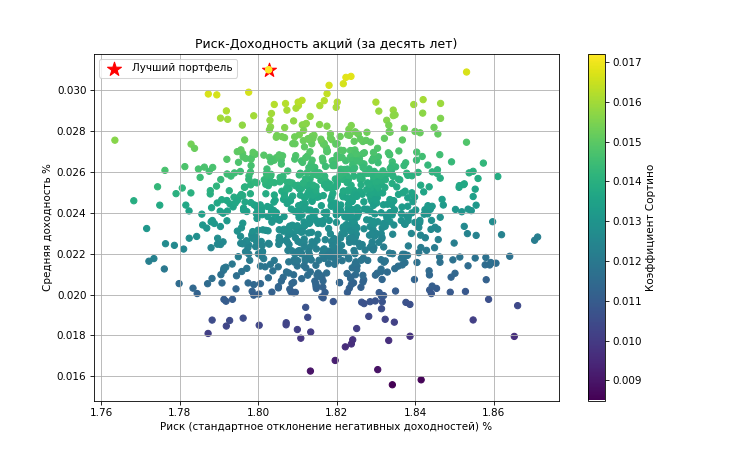 Риск-Доходность акций (за десять лет)
Лучший портфель
Средняя доходность %
0.030
0.028
0.026
0.024
0.022
0.020
0.018
0.016
1.76 1.78 1.80 1.82 1.84 1.86
Риск (стандартное отклонение негативных доходностей) %
0.017
0.016
0.015
0.014
0.013
0.012
0.011
0.010
0.009
Коэффициент Сортино